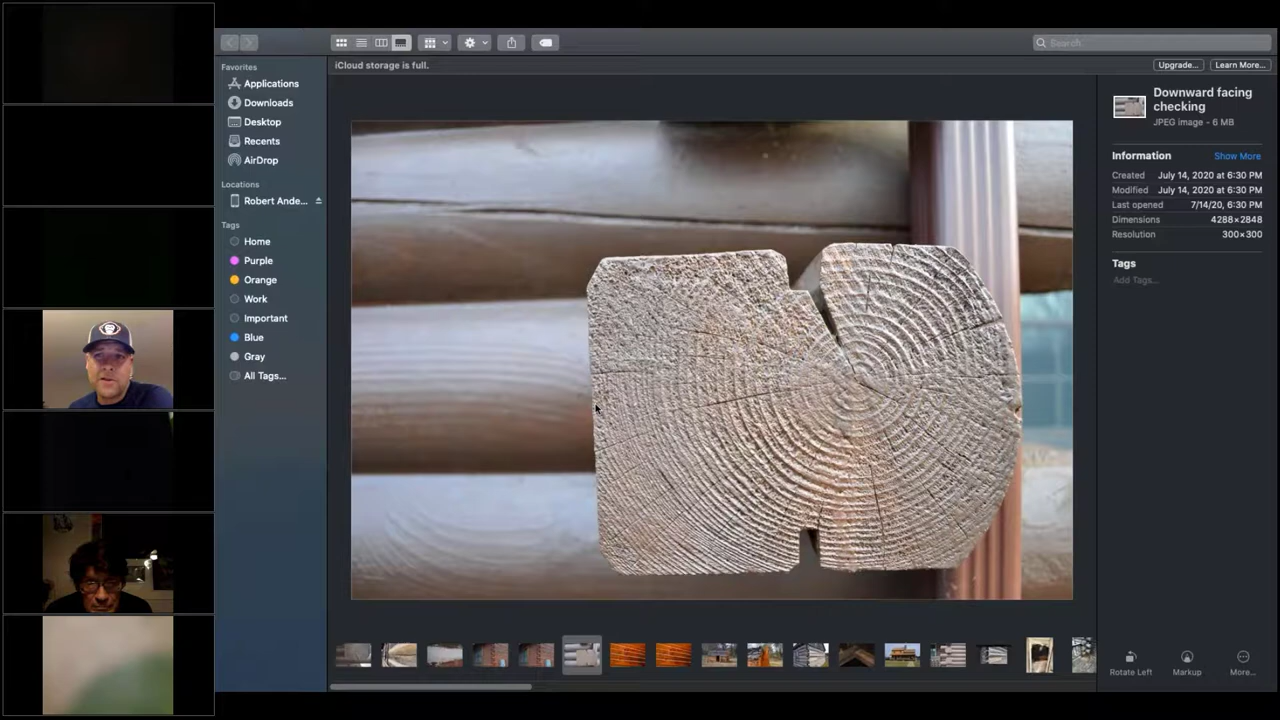 Search
Favorites
Applications
Downloads
Desktop
Recents
AirDrop
Locations
Robert Ande...
Tags
Home
Purple
Orange
Work
Important
Blue
Gray
All Tags...
iCloud storage is full.
Upgrade...
Learn More...
Downward facing
checking
JPEG image - 6 MB
Information
Show More
Created July 14, 2020 at 6:30 PM
Modified July 14, 2020 at 6:30 PM
Last opened 7/14/20, 6:30 PM
Dimensions 4288×2848
Resolution 300×300
Tags
Add Tags...
Rotate Left
Markup
More...